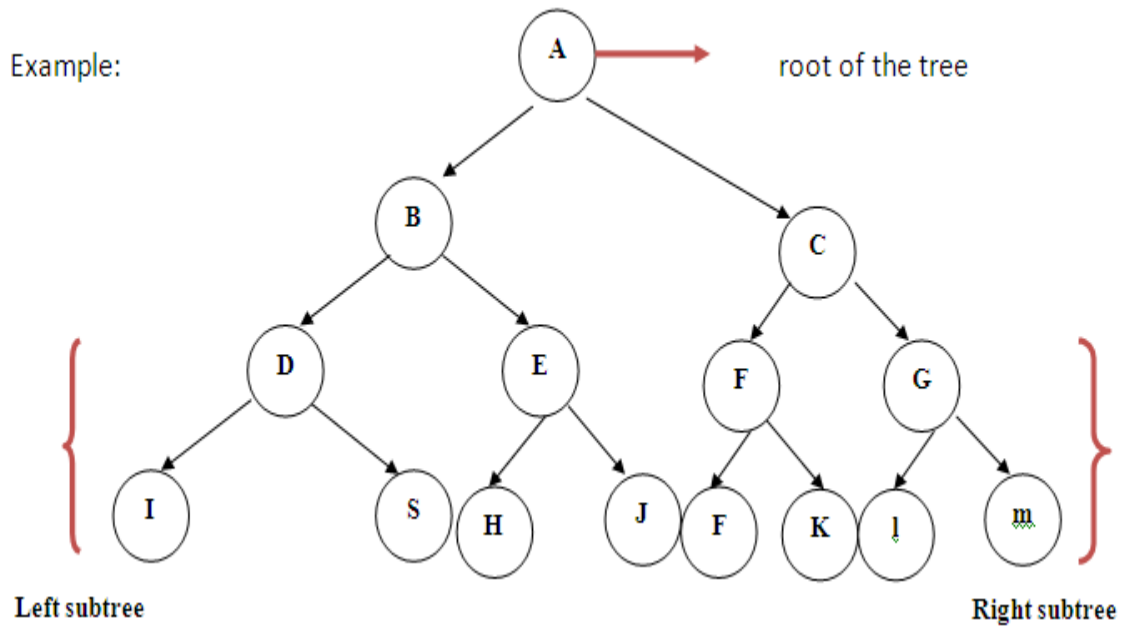 A
Example:
root of the tree
B
C
D
E
F
G
I
S
H
J
F
K
l
m
Left subtree
Right subtree